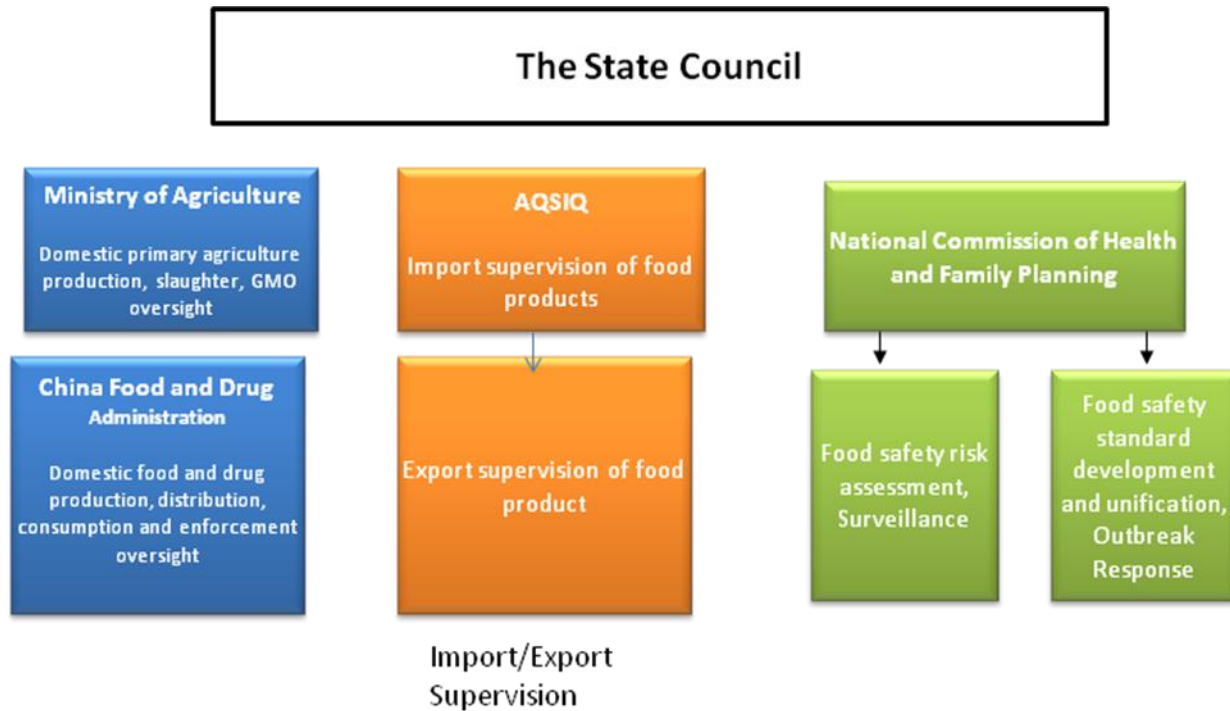 The State Council
Ministry of Agriculture
Domestic primary agriculture
production, slaughter, GMO
oversight
AQSIQ
Import supervision of food
products
National Commission of Health
and Family Planning
China Food and Drug
Administration
Domestic food and drug
production, distribution,
consumption and enforcement
oversight
Export supervision of food
product
Food safety risk
assessment,
Surveillance
Food safety
standard
development
and unification,
Outbreak
Response
Import/Export
Supervision